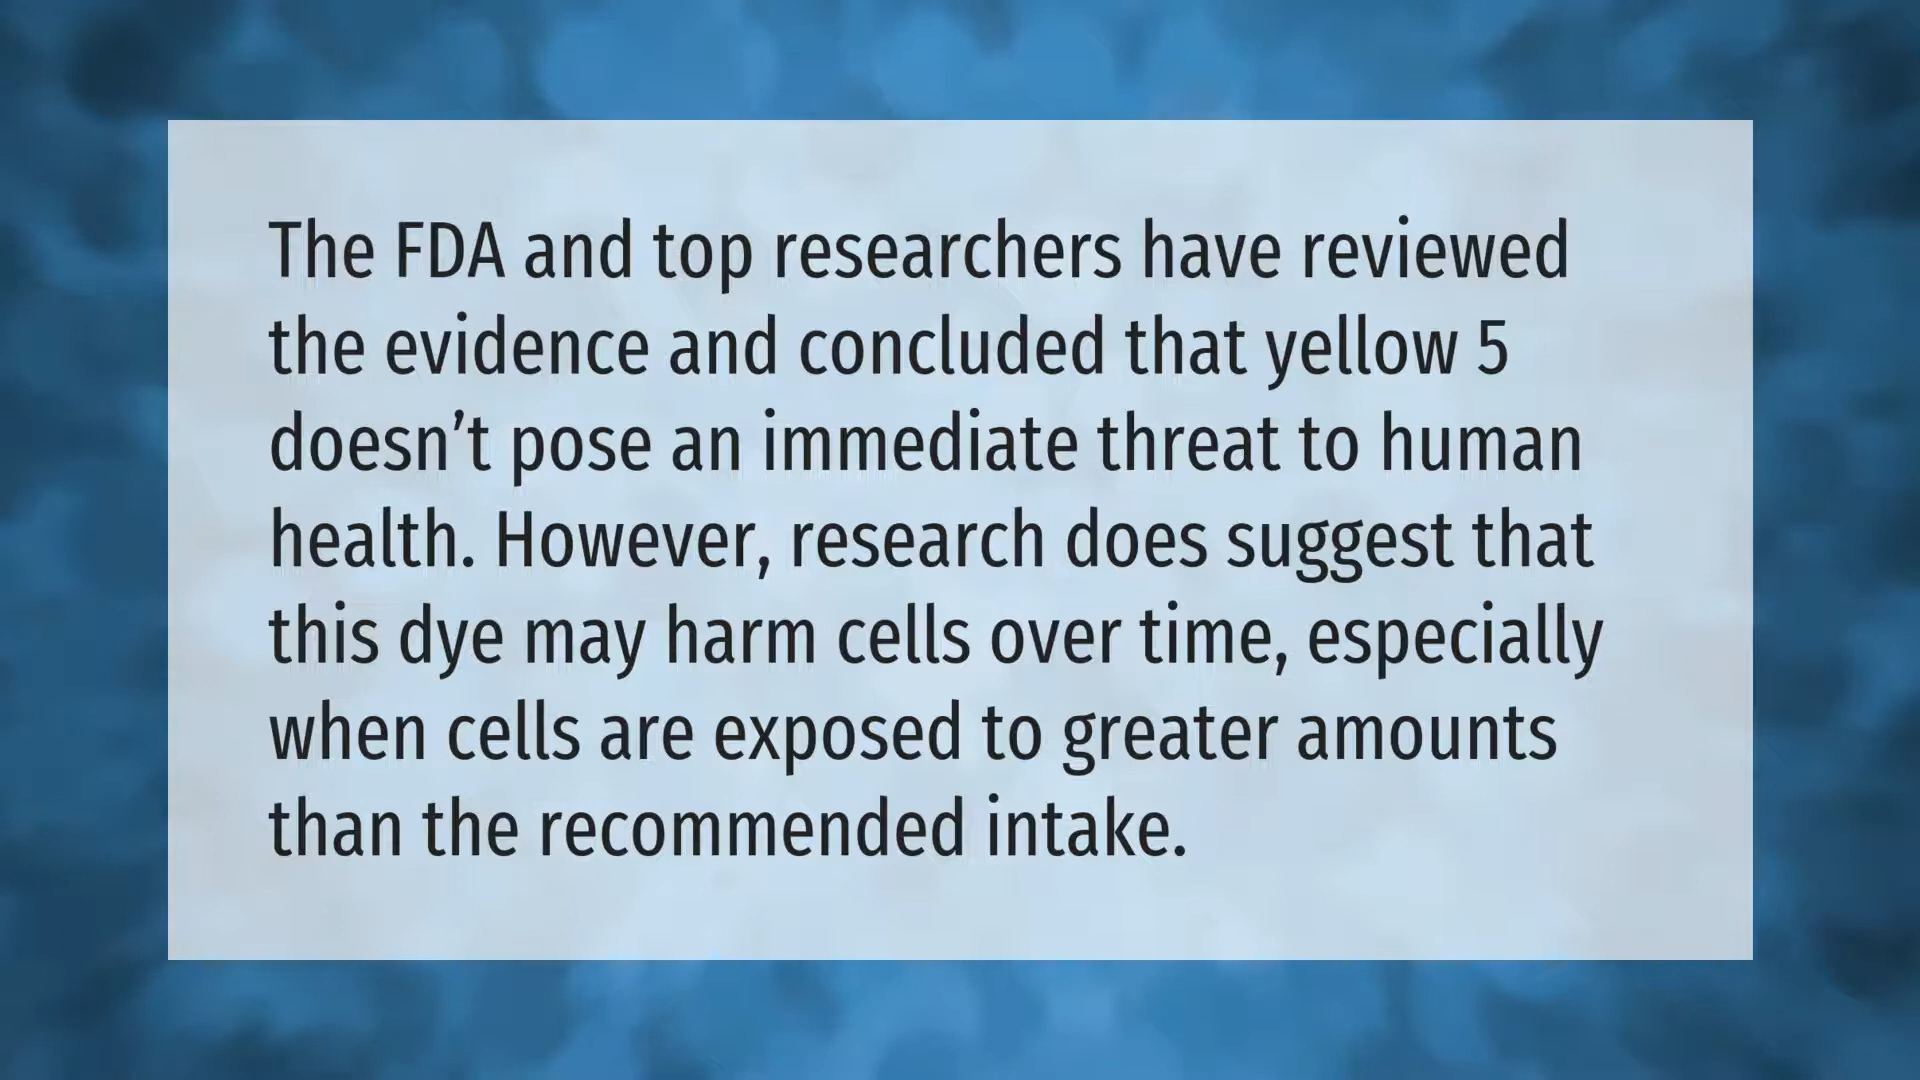 The FDA and top researchers have reviewed
the evidence and concluded that yellow 5
doesn’t pose an immediate threat to human
health. However, research does suggest that
this dye may harm cells over time, especially
when cells are exposed to greater amounts
than the recommended intake.